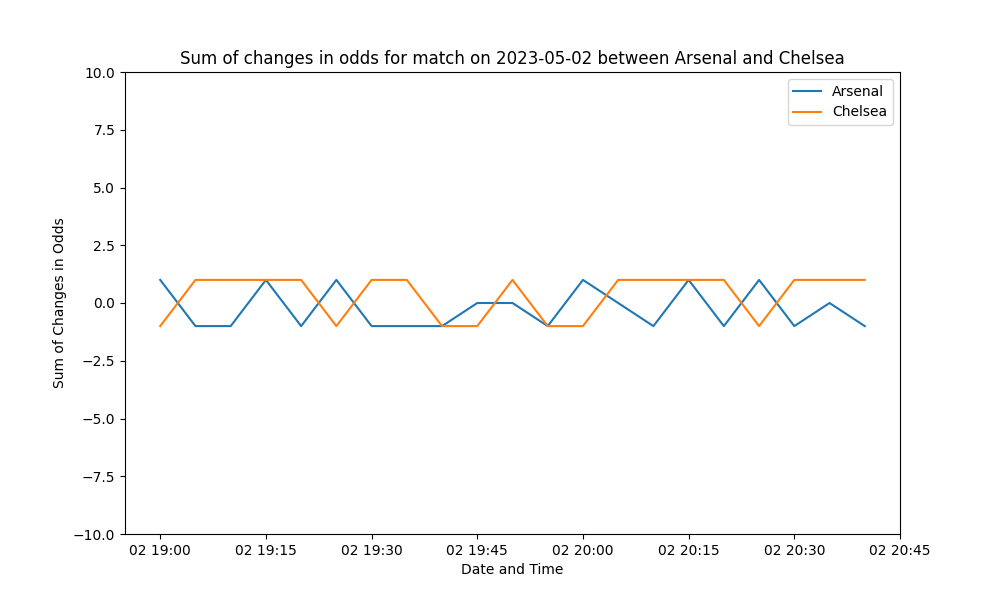 Sum of changes in odds for match on 2023-05-02 between Arsenal and Chelsea
Arsenal
Chelsea
Sum of Changes in Odds
10.0
7.5
5.0
2.5
0.0
−2.5
−5.0
−7.5
−10.0
02 19:00 02 19:15 02 19:30 02 19:45 02 20:00 02 20:15 02 20:30 02 20:45
Date and Time